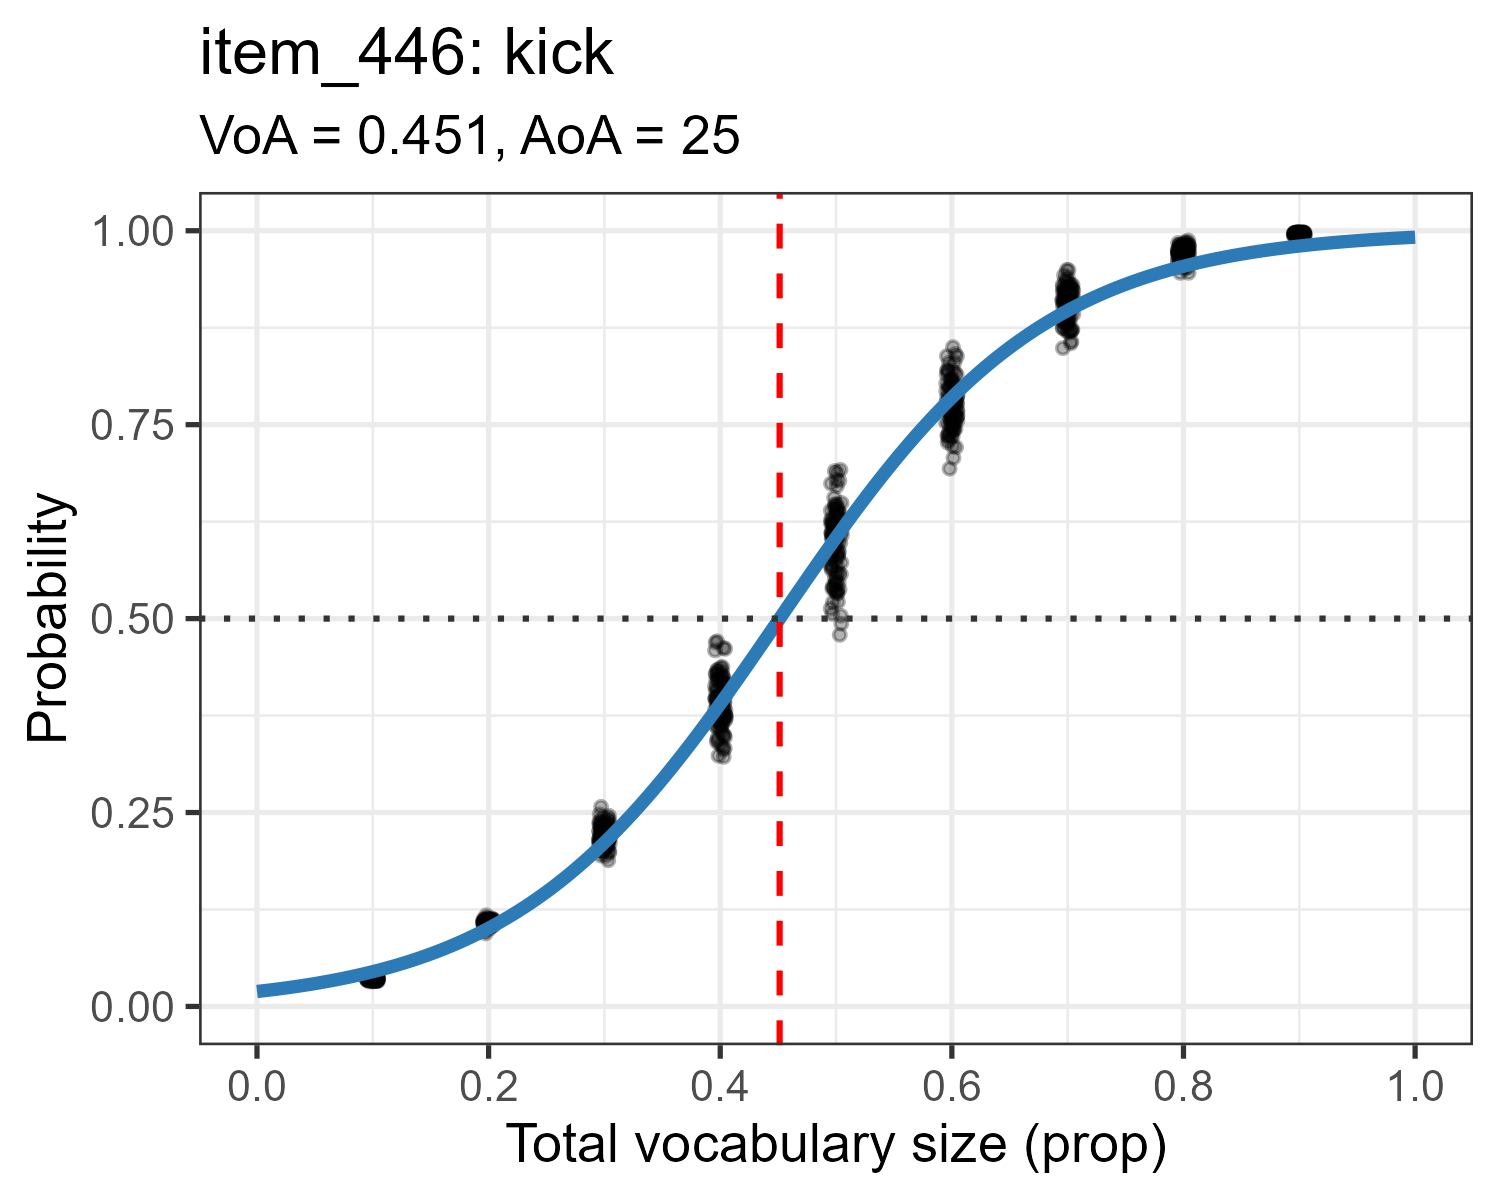 item_446: kick
VoA = 0.451, AoA = 25
1.00
0.75
0.50
0.25
0.00
Probability
0.0 0.2 0.4 0.6 0.8 1.0
Total vocabulary size (prop)